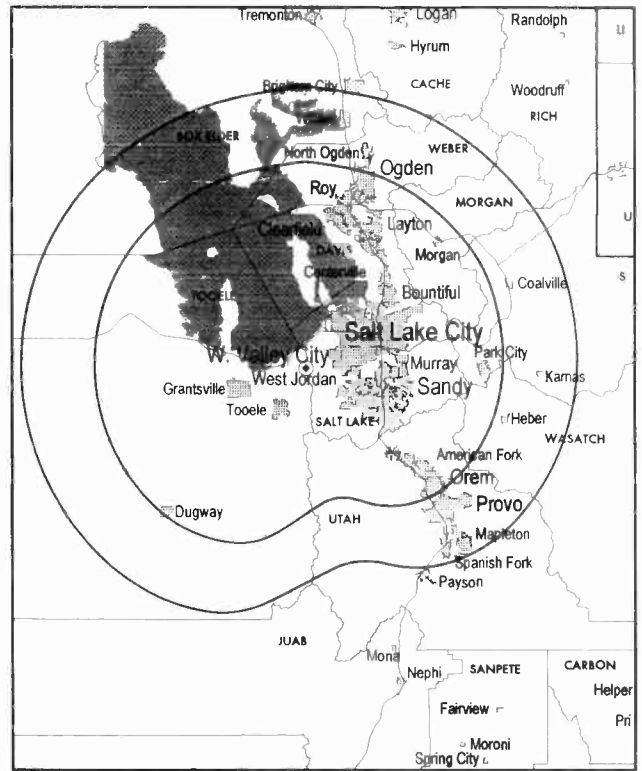 Tremonton
Logan
Randolph
U
Hyrum
Brigham City
CACHE
Woodruff
RICH
BOX ELDER
WEBER
North Ogden
Ogden
Roy
MORGAN
Layton
U
Clearfield
DAVIS
Morgan
Centerville
S
Coalville
TOOELE
Bountiful
Salt Lake City
W. Valley City
Park City
Murray
Kamas
West Jordan
Grantsville
Sandy
Tooele
SALT LAKE
Heber
WASATCH
American Fork
Orem
Provo
Dugway
UTAH
Mapleton
Spanish Fork
Payson
JUAB
Mona
Nephi
SANPETE
CARBON
Helper
Fairview
Pri
Moroni
Spring City